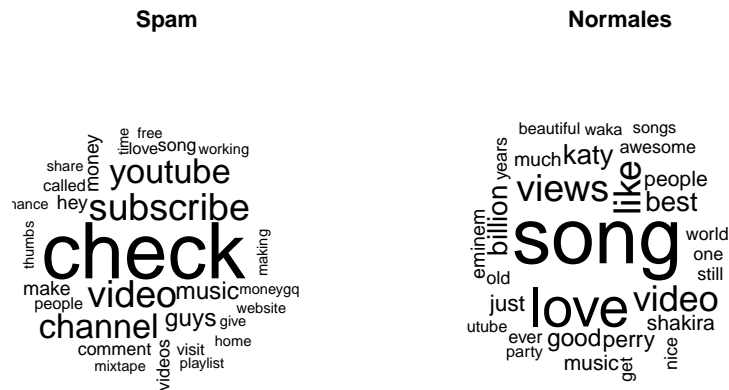 Spam
Normales
time free
love song working
share money youtube
called
hance hey subscribe
thumbs check making
make video music moneygq
people website
channel guys give
comment videos visit home
mixtape playlist
beautiful waka songs
much katy awesome
years views like people
billion best
eminem song world
one
old still
just love video
utube shakira
ever good perry
party music get nice